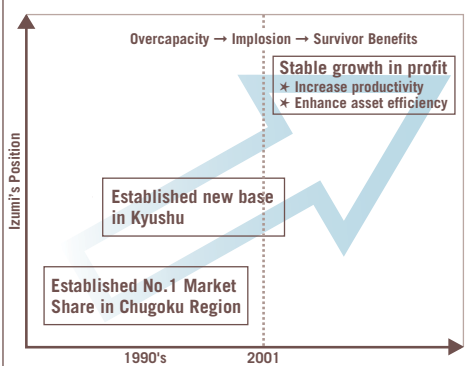 Overcapacity → Implosion → Survivor Benefits
Stable growth in profit
✶ Increase productivity
✶ Enhance asset efficiency
Izumi's Position
Established new base
in Kyushu
Established No.1 Market
Share in Chugoku Region
1990's
2001